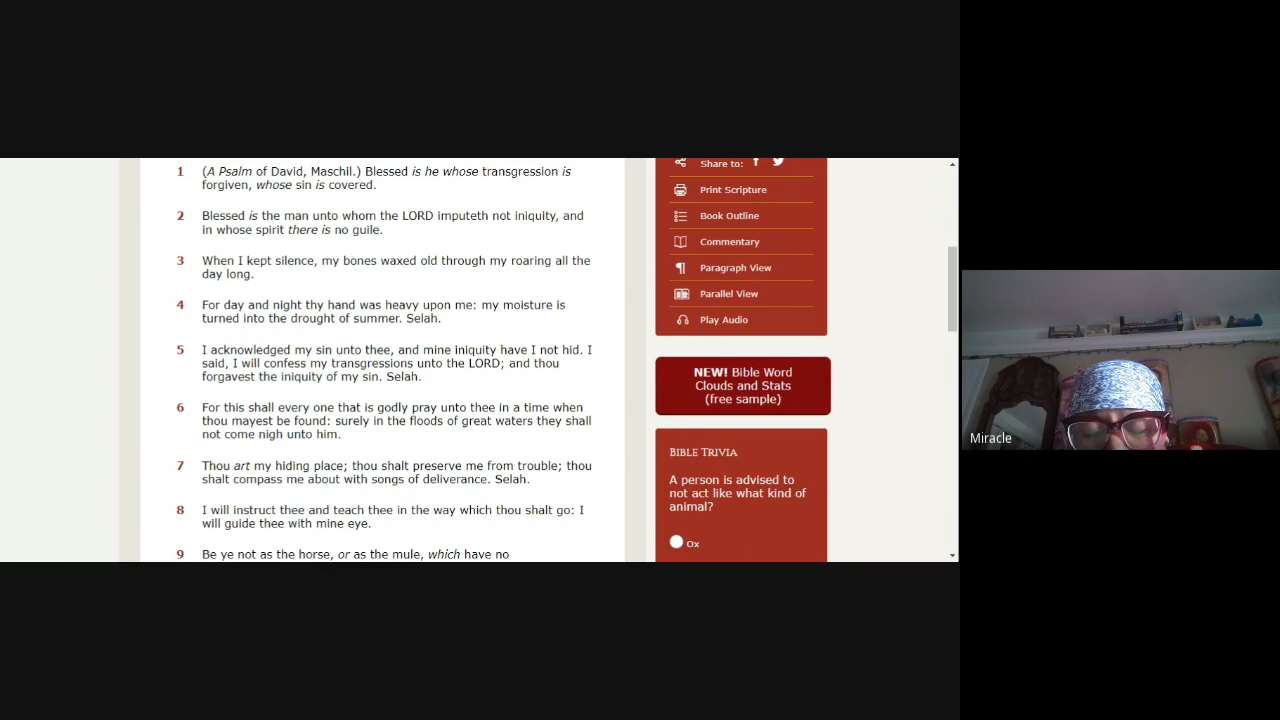 1 (A Psalm of David, Maschil.) Blessed is he whose transgression is
forgiven, whose sin is covered.
2 Blessed is the man unto whom the LORD imputeth not iniquity, and
in whose spirit there is no guile.
3 When I kept silence, my bones waxed old through my roaring all the
day long.
4 For day and night thy hand was heavy upon me: my moisture is
turned into the drought of summer. Selah.
5 I acknowledged my sin unto thee, and mine iniquity have I not hid. I
said, I will confess my transgressions unto the LORD; and thou
forgavest the iniquity of my sin. Selah.
6 For this shall every one that is godly pray unto thee in a time when
thou mayest be found: surely in the floods of great waters they shall
not come nigh unto him.
7 Thou art my hiding place; thou shalt preserve me from trouble; thou
shalt compass me about with songs of deliverance. Selah.
8 I will instruct thee and teach thee in the way which thou shalt go: I
will guide thee with mine eye.
9 Be ye not as the horse, or as the mule, which have no
Share to:
Print Scripture
Book Outline
Commentary
Paragraph View
Parallel View
Play Audio
NEW! Bible Word
Clouds and Stats
(free sample)
BIBLE TRIVIA
A person is advised to
not act like what kind of
animal?
Ox
Miracle